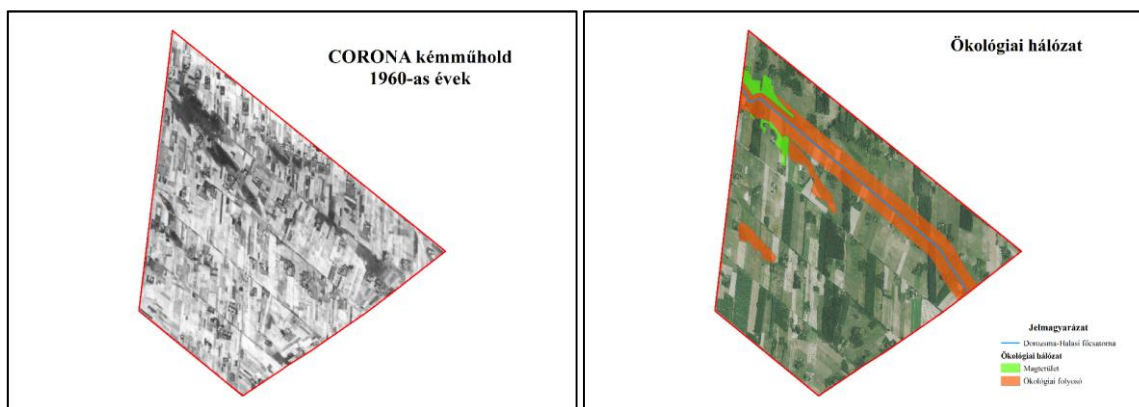 CORONA kémműhold
1960-as évek
Ökológiai hálózat
Jelmagyarázat
Dorozsma-Halasi főcsatorna
Ökológiai hálózat
Magterület
Ökológiai folyosó